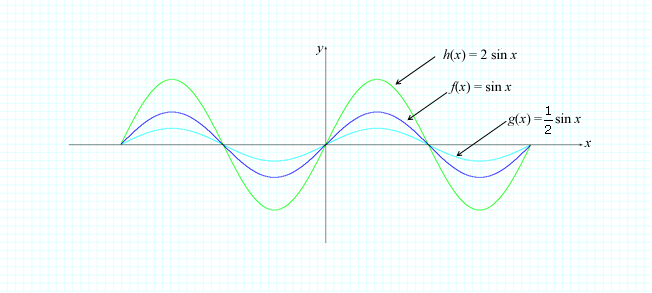 y
h(x) = 2 sin x
f(x) = sin x
g(x) = 1/2 sin x
x